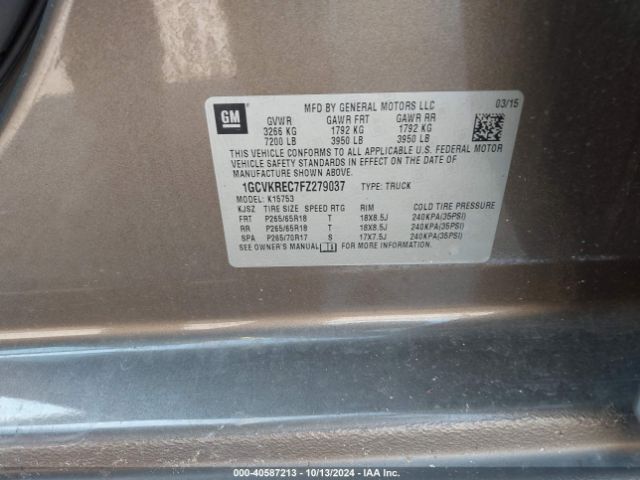 GM
MFD BY GENERAL MOTORS LLC 03/15
GVWR GAWR FRT GAWR RR
3266 KG 1792 KG 1792 KG
7200 LB 3950 LB 3950 LB
THIS VEHICLE CONFORMS TO ALL APPLICABLE U.S. FEDERAL MOTOR
VEHICLE SAFETY STANDARDS IN EFFECT ON THE DATE OF
MANUFACTURE SHOWN ABOVE.
1GCVKREC7FZ279037 TYPE: TRUCK
MODEL: K15753
KJSZ TIRE SIZE SPEED RTG RIM COLD TIRE PRESSURE
FRT P265/65R18 T 18X8.5J 240KPA(35PSI)
RR P265/65R18 T 18X8.5J 240KPA(35PSI)
SPA P265/70R17 S 17X7.5J 240KPA(35PSI)
SEE OWNER'S MANUAL FOR MORE INFORMATION.
000-40587213 - 10/13/2024 - IAA Inc.